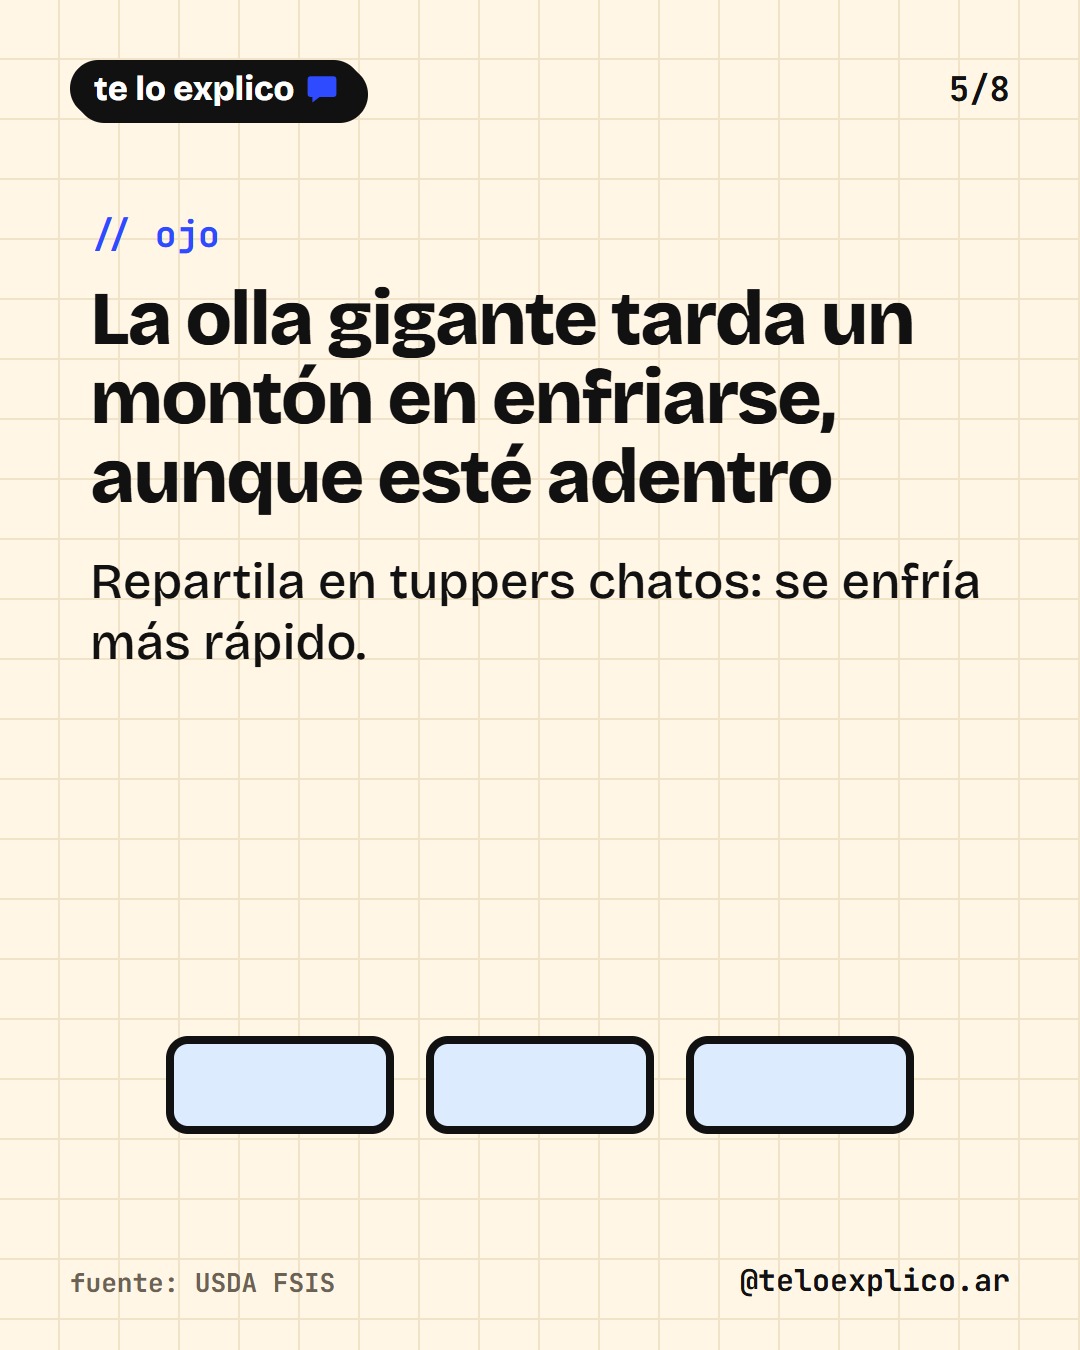 te lo explico
5/8
// ojo
La olla gigante tarda un
montón en enfriarse,
aunque esté adentro
Repartila en tuppers chatos: se enfría
más rápido.
fuente: USDA FSIS
@teloexplico.ar